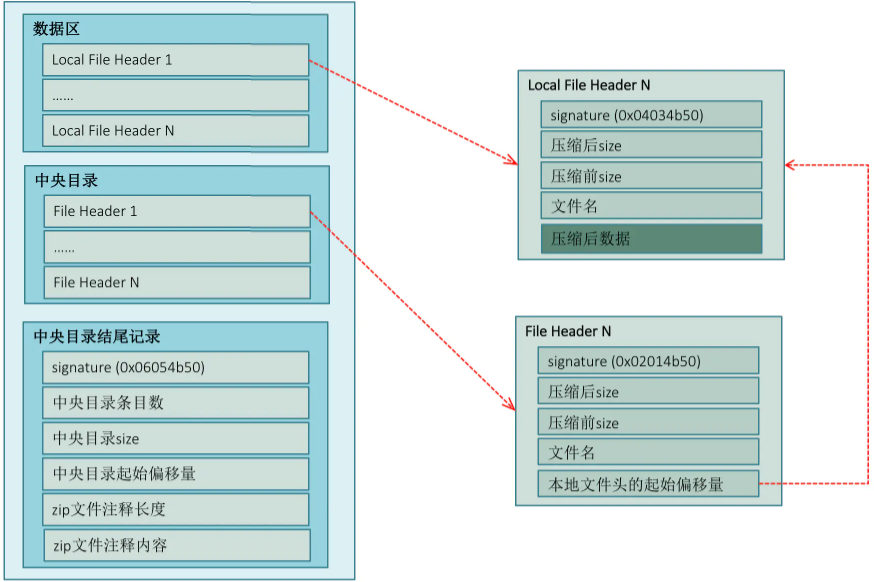 数据区
Local File Header 1
......
Local File Header N
中央目录
File Header 1
......
File Header N
中央目录结尾记录
signature (0x06054b50)
中央目录条目数
中央目录size
中央目录起始偏移量
zip文件注释长度
zip文件注释内容
Local File Header N
signature (0x04034b50)
压缩后size
压缩前size
文件名
压缩后数据
File Header N
signature (0x02014b50)
压缩后size
压缩前size
文件名
本地文件头的起始偏移量